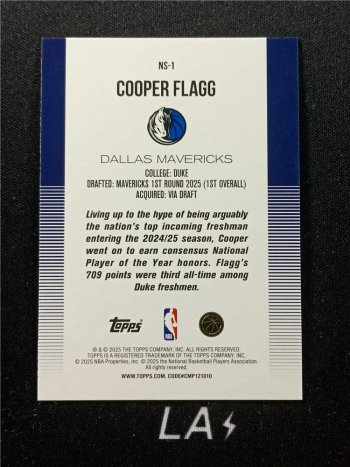 NS-1
COOPER FLAGG
DALLAS MAVERICKS
COLLEGE: DUKE
DRAFTED: MAVERICKS 1ST ROUND 2025 (1ST OVERALL)
ACQUIRED: VIA DRAFT
Living up to the hype of being arguably
the nation's top incoming freshman
entering the 2024/25 season, Cooper
went on to earn consensus National
Player of the Year honors. Flagg's
709 points were third all-time among
Duke freshmen.
Topps
NBA
® & © 2025 THE TOPPS COMPANY, INC. ALL RIGHTS RESERVED.
TOPPS IS A REGISTERED TRADEMARK OF THE TOPPS COMPANY, INC.
© 2025 NBA Properties, Inc. © 2025 the National Basketball Players Association.
All rights reserved.
WWW.TOPPS.COM. CODE#CMP121010
LA